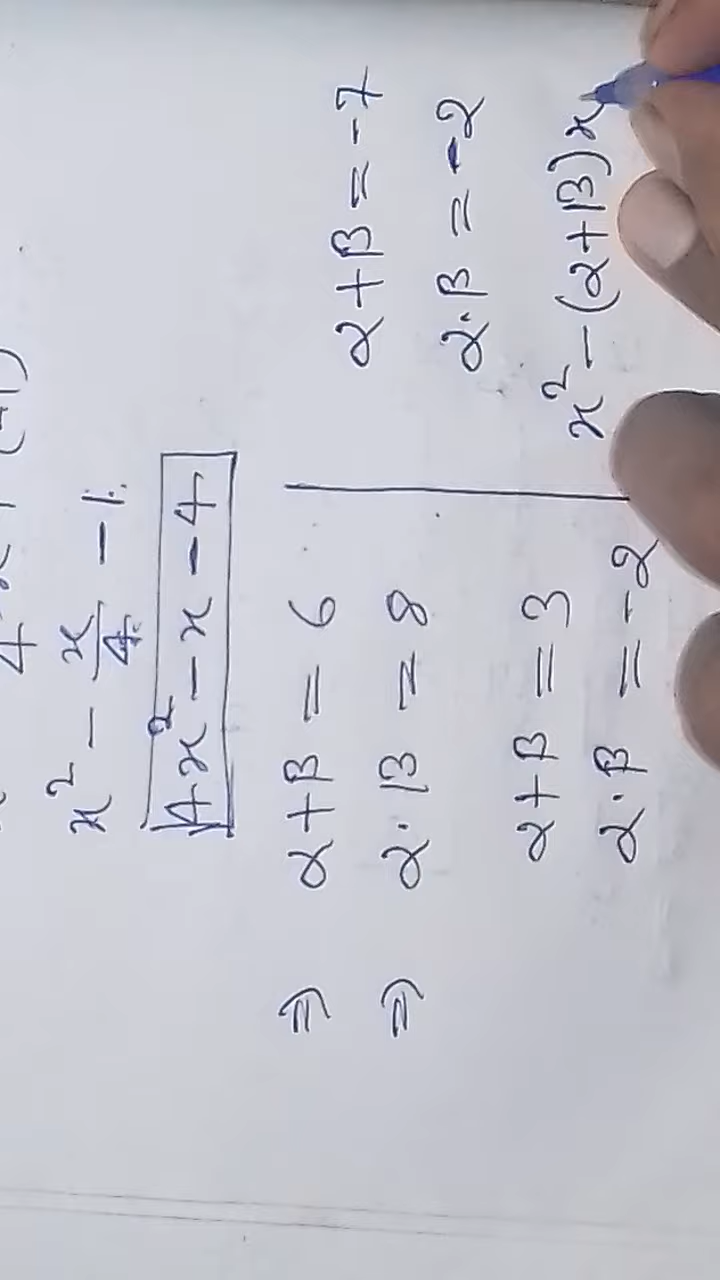 x² - x/4 - 1.
4x² - x - 4
⇒ α + β = 6
⇒ α · β = 8
α + β = 3
α · β = -2
α + β = -7
α · β = -2
x² - (α + β)x